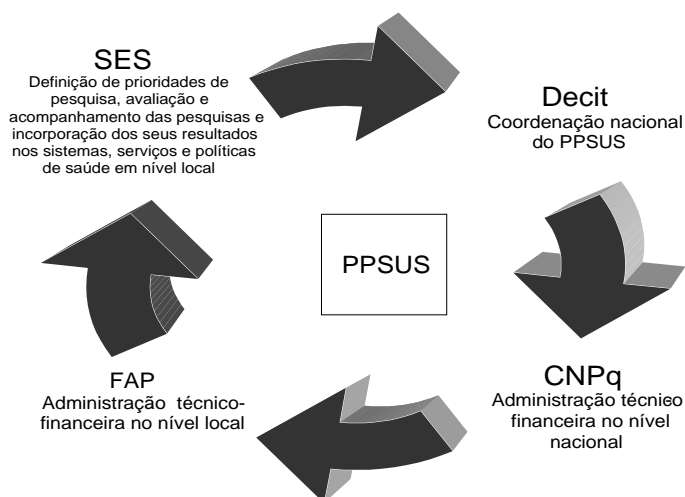 SES
Definição de prioridades de
pesquisa, avaliação e
acompanhamento das pesquisas e
incorporação dos seus resultados
nos sistemas, serviços e políticas
de saúde em nível local
Decit
Coordenação nacional
do PPSUS
PPSUS
FAP
Administração técnico-
financeira no nível local
CNPq
Administração técnico
financeira no nível
nacional